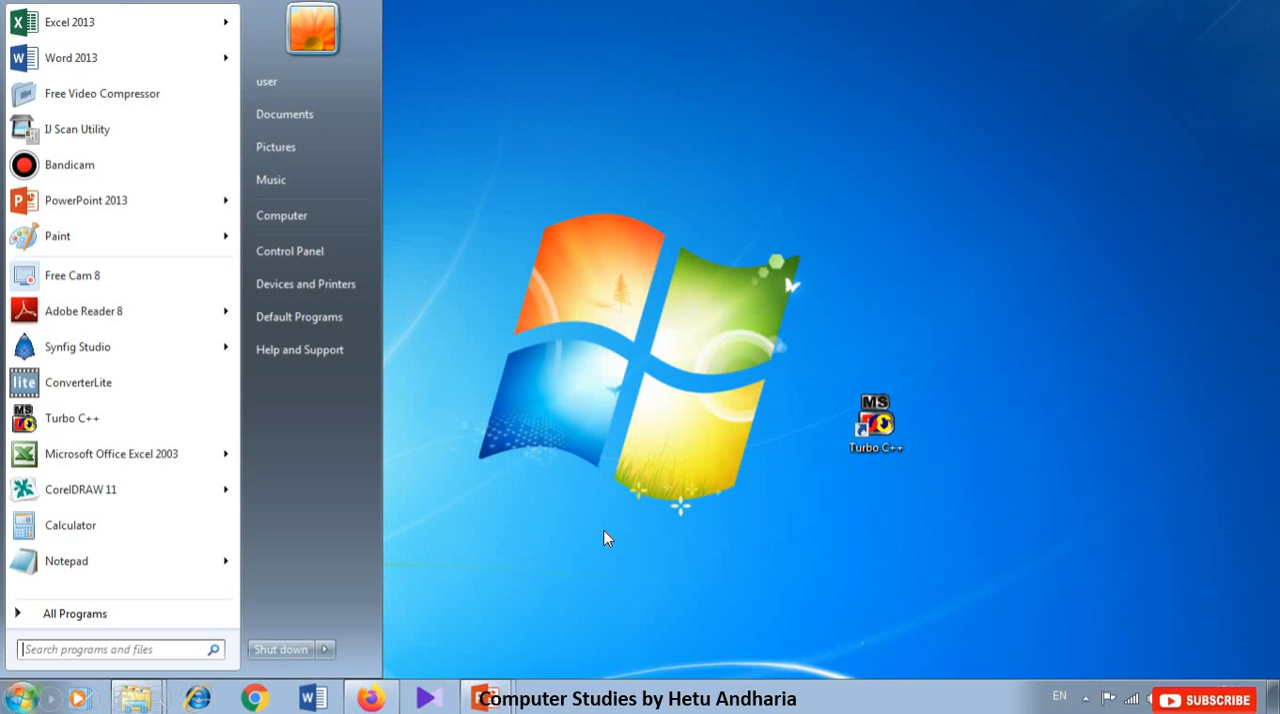 Excel 2013
Word 2013
Free Video Compressor
IJ Scan Utility
Bandicam
PowerPoint 2013
Paint
Free Cam 8
Adobe Reader 8
Synfig Studio
lite
ConverterLite
MS
Turbo C++
Microsoft Office Excel 2003
CorelDRAW 11
Calculator
Notepad
All Programs
Search programs and files
user
Documents
Pictures
Music
Computer
Control Panel
Devices and Printers
Default Programs
Help and Support
Shut down
MS
Turbo C++
Computer Studies by Hetu Andharia
EN
SUBSCRIBE